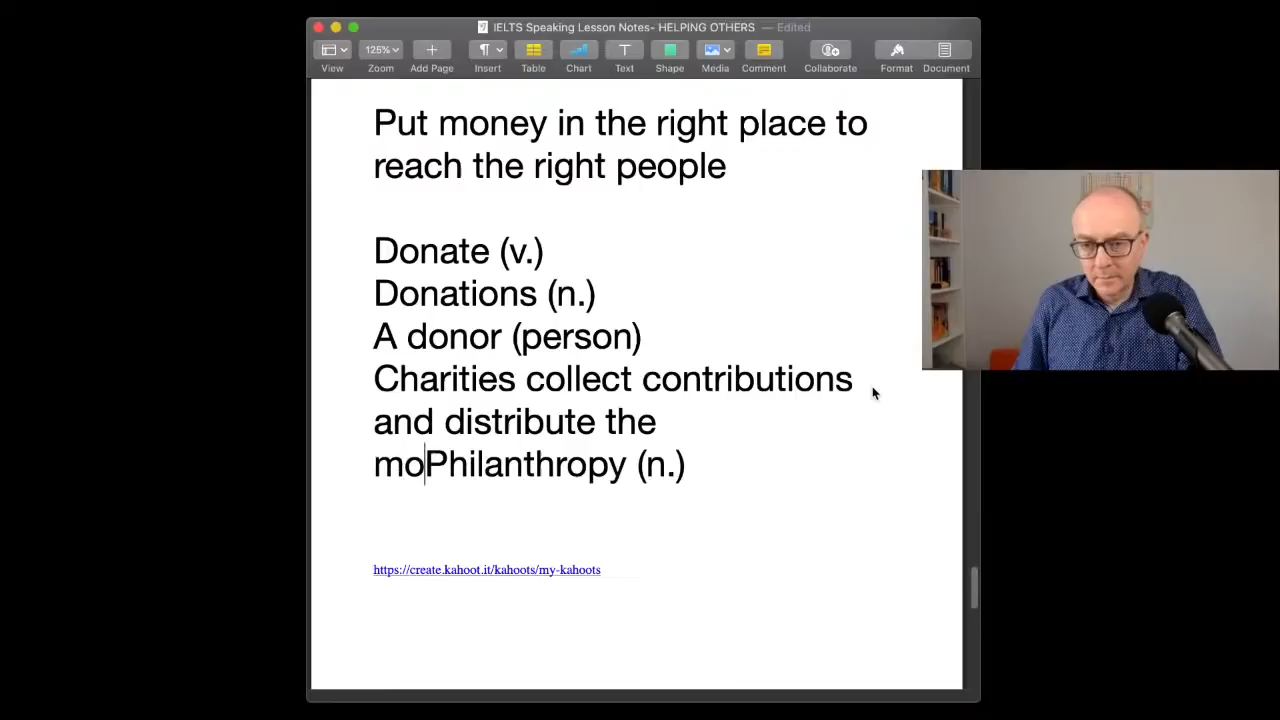 IELTS Speaking Lesson Notes- HELPING OTHERS — Edited
125%
View Zoom Add Page Insert Table Chart Text Shape Media Comment Collaborate Format Document
Put money in the right place to
reach the right people
Donate (v.)
Donations (n.)
A donor (person)
Charities collect contributions
and distribute the
moPhilanthropy (n.)
https://create.kahoot.it/kahoots/my-kahoots